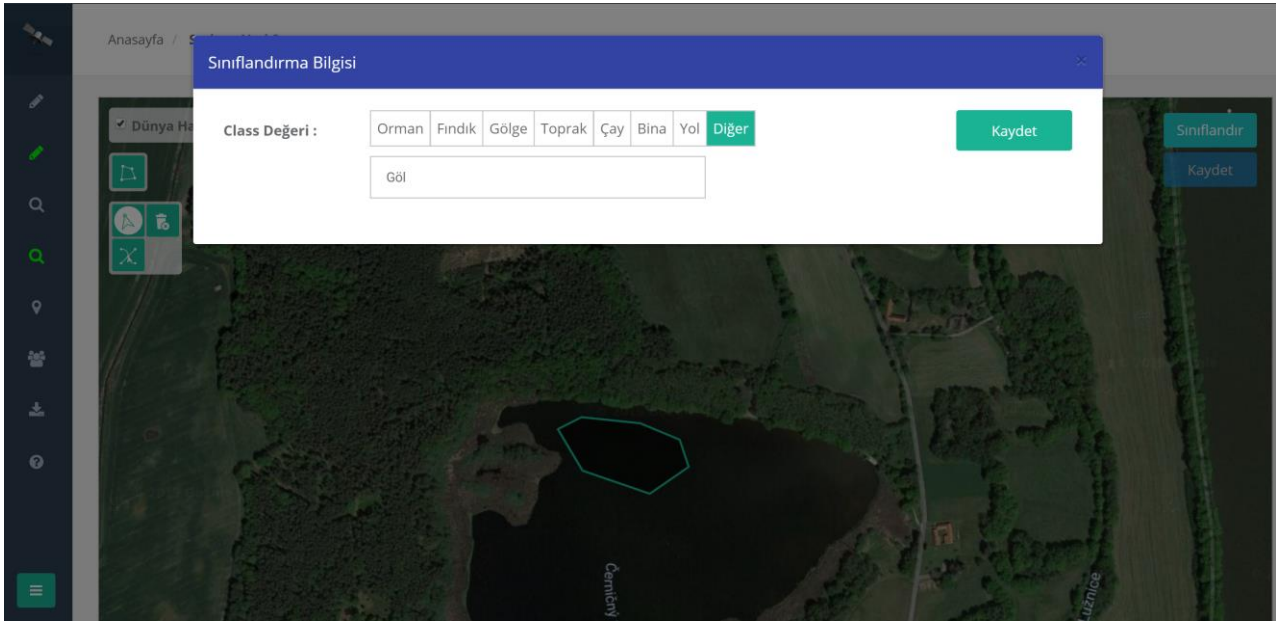 Anasayfa /
Sınıflandırma Bilgisi
×
Dünya Ha
Class Değeri :
Orman Fındık Gölge Toprak Çay Bina Yol Diğer
Kaydet
Göl
Sınıflandır
Kaydet
Černičný
Lužnice